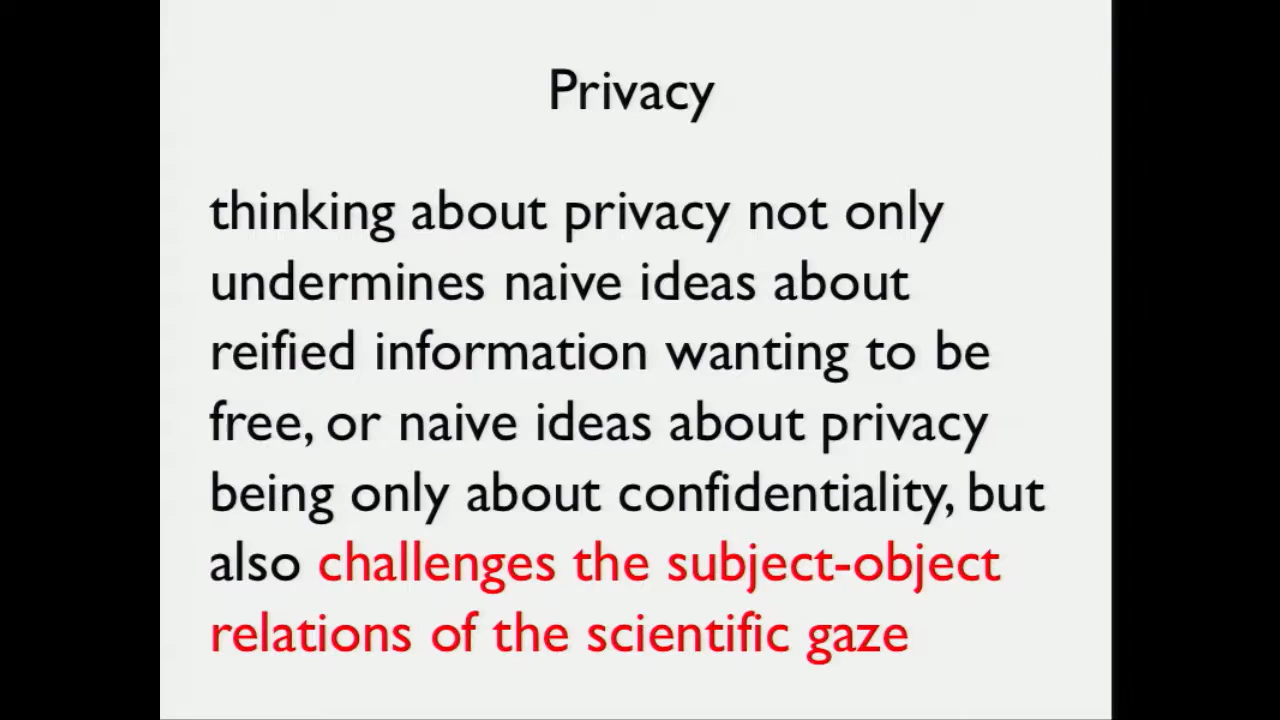 Privacy
thinking about privacy not only
undermines naive ideas about
reified information wanting to be
free, or naive ideas about privacy
being only about confidentiality, but
also challenges the subject-object
relations of the scientific gaze